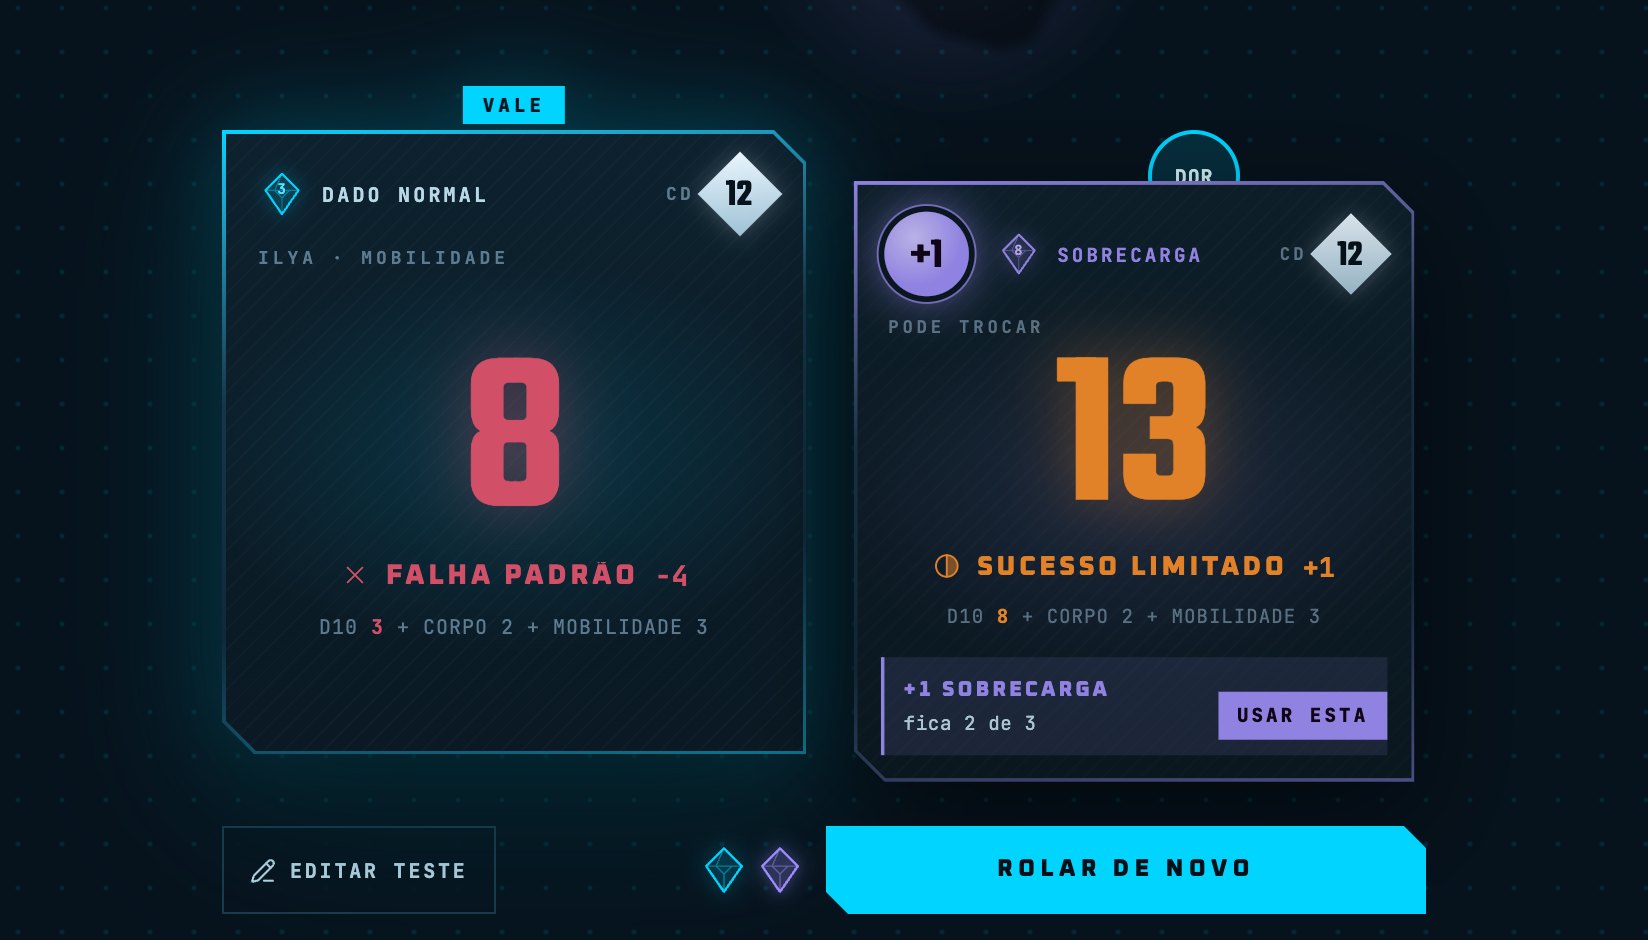 VALE
3
DADO NORMAL
CD
12
ILYA · MOBILIDADE
8
FALHA PADRÃO -4
D10 3 + CORPO 2 + MOBILIDADE 3
DOR
+1
8
SOBRECARGA
CD
12
PODE TROCAR
13
SUCESSO LIMITADO +1
D10 8 + CORPO 2 + MOBILIDADE 3
+1 SOBRECARGA
fica 2 de 3
USAR ESTA
EDITAR TESTE
ROLAR DE NOVO